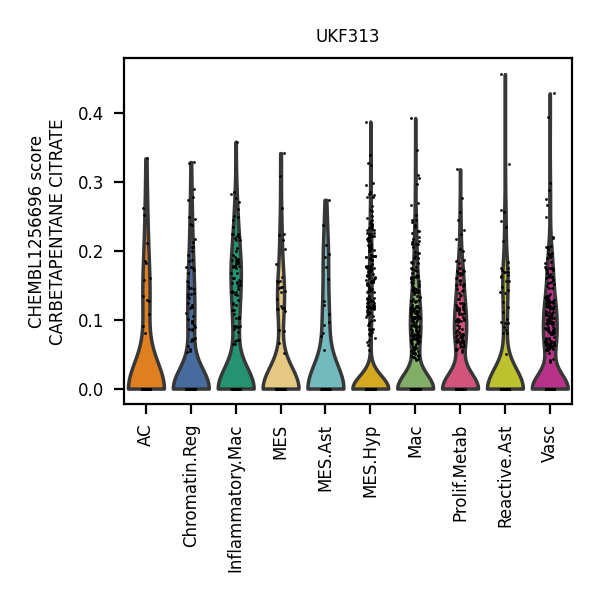 UKF313
CHEMBL1256696 score
CARBETAPENTANE CITRATE
0.4
0.3
0.2
0.1
0.0
AC
Chromatin.Reg
Inflammatory.Mac
MES
MES.Ast
MES.Hyp
Mac
Prolif.Metab
Reactive.Ast
Vasc